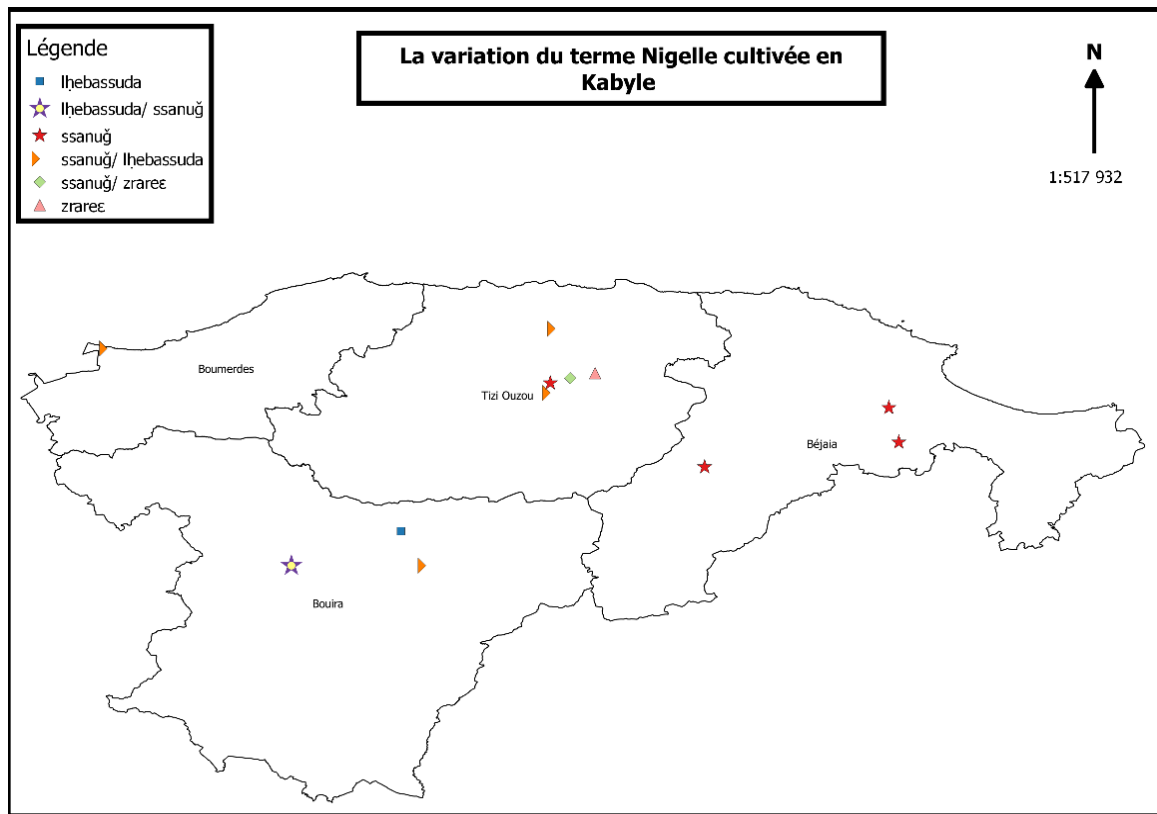 Légende
lḥebassuda
lḥebassuda/ ssanuğ
ssanuğ
ssanuğ/ lḥebassuda
ssanuğ/ zrareɛ
zrareɛ
La variation du terme Nigelle cultivée en
Kabyle
N
1:517 932
Boumerdes
Tizi Ouzou
Béjaia
Bouira